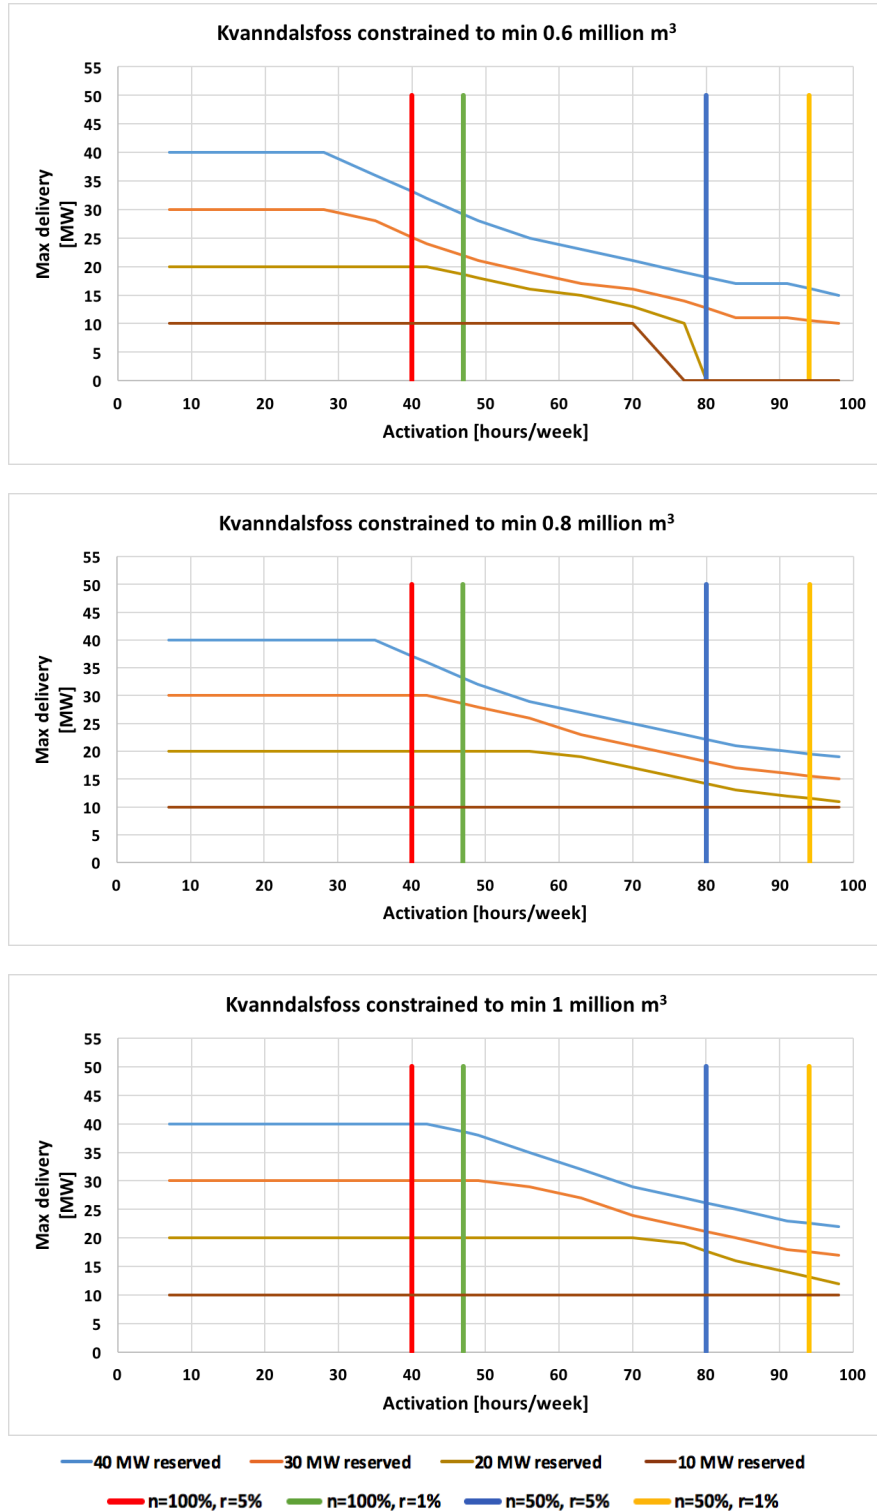 Kvanndalsfoss constrained to min 0.6 million m³
55
50
45
40
35
30
25
20
15
10
5
0
Max delivery
[MW]
0 10 20 30 40 50 60 70 80 90 100
Activation [hours/week]
Kvanndalsfoss constrained to min 0.8 million m³
55
50
45
40
35
30
25
20
15
10
5
0
Max delivery
[MW]
0 10 20 30 40 50 60 70 80 90 100
Activation [hours/week]
Kvanndalsfoss constrained to min 1 million m³
55
50
45
40
35
30
25
20
15
10
5
0
Max delivery
[MW]
0 10 20 30 40 50 60 70 80 90 100
Activation [hours/week]
40 MW reserved 30 MW reserved 20 MW reserved 10 MW reserved
n=100%, r=5% n=100%, r=1% n=50%, r=5% n=50%, r=1%